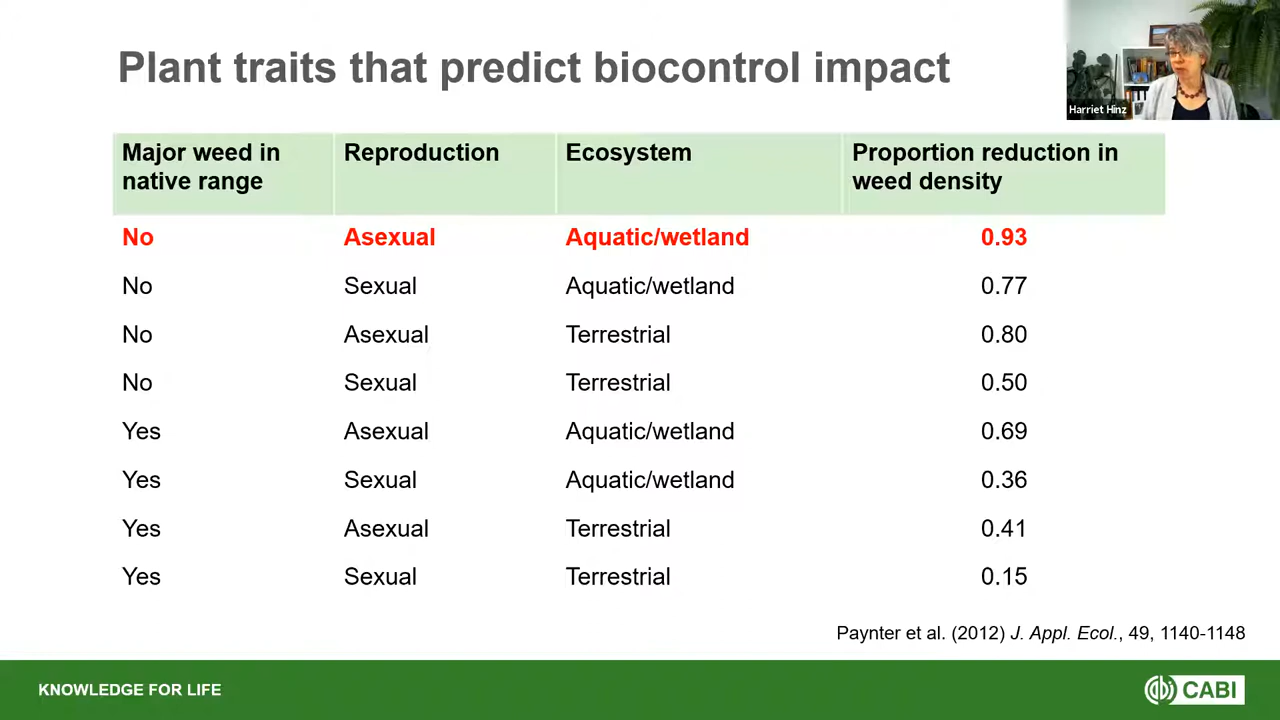 Plant traits that predict biocontrol impact
Harriet Hinz
Major weed in native range Reproduction Ecosystem Proportion reduction in weed density
No Asexual Aquatic/wetland 0.93
No Sexual Aquatic/wetland 0.77
No Asexual Terrestrial 0.80
No Sexual Terrestrial 0.50
Yes Asexual Aquatic/wetland 0.69
Yes Sexual Aquatic/wetland 0.36
Yes Asexual Terrestrial 0.41
Yes Sexual Terrestrial 0.15
Paynter et al. (2012) J. Appl. Ecol., 49, 1140-1148
KNOWLEDGE FOR LIFE
cabi CABI